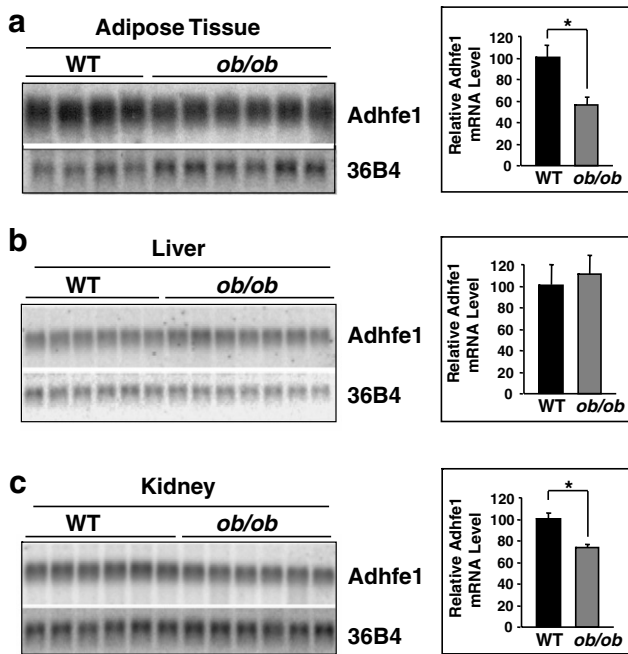 a
Adipose Tissue
WT ob/ob
Adhfe1
36B4
Relative Adhfe1
mRNA Level
140
120
100
80
60
40
20
0
*
WT ob/ob
b
Liver
WT ob/ob
Adhfe1
36B4
Relative Adhfe1
mRNA Level
120
100
80
60
40
20
0
WT ob/ob
c
Kidney
WT ob/ob
Adhfe1
36B4
Relative Adhfe1
mRNA Level
120
100
80
60
40
20
0
*
WT ob/ob